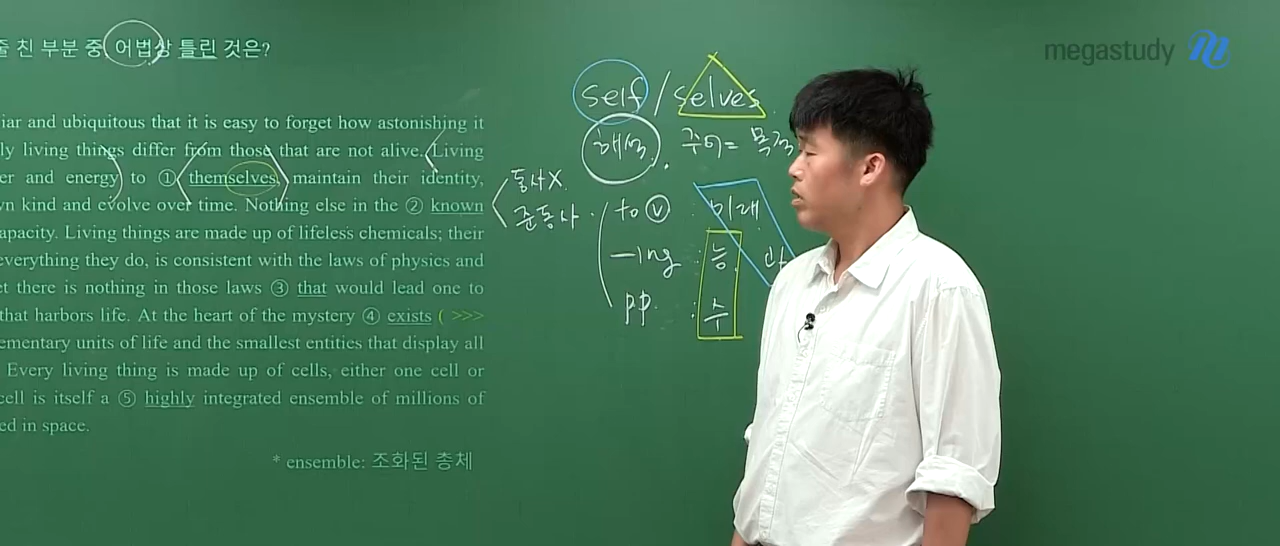 줄 친 부분 중, 어법상 틀린 것은?
megastudy
iar and ubiquitous that it is easy to forget how astonishing it
ly living things differ from those that are not alive. Living
er and energy to ① themselves, maintain their identity,
wn kind and evolve over time. Nothing else in the ② known
apacity. Living things are made up of lifeless chemicals; their
everything they do, is consistent with the laws of physics and
et there is nothing in those laws ③ that would lead one to
that harbors life. At the heart of the mystery ④ exists ( >>>
ementary units of life and the smallest entities that display all
Every living thing is made up of cells, either one cell or
cell is itself a ⑤ highly integrated ensemble of millions of
ed in space.
* ensemble: 조화된 총체
self / selves
해석. 주어= 목적
동사X
준동사. to Ⓥ : 미래
-ing : 능
p.p. : 수